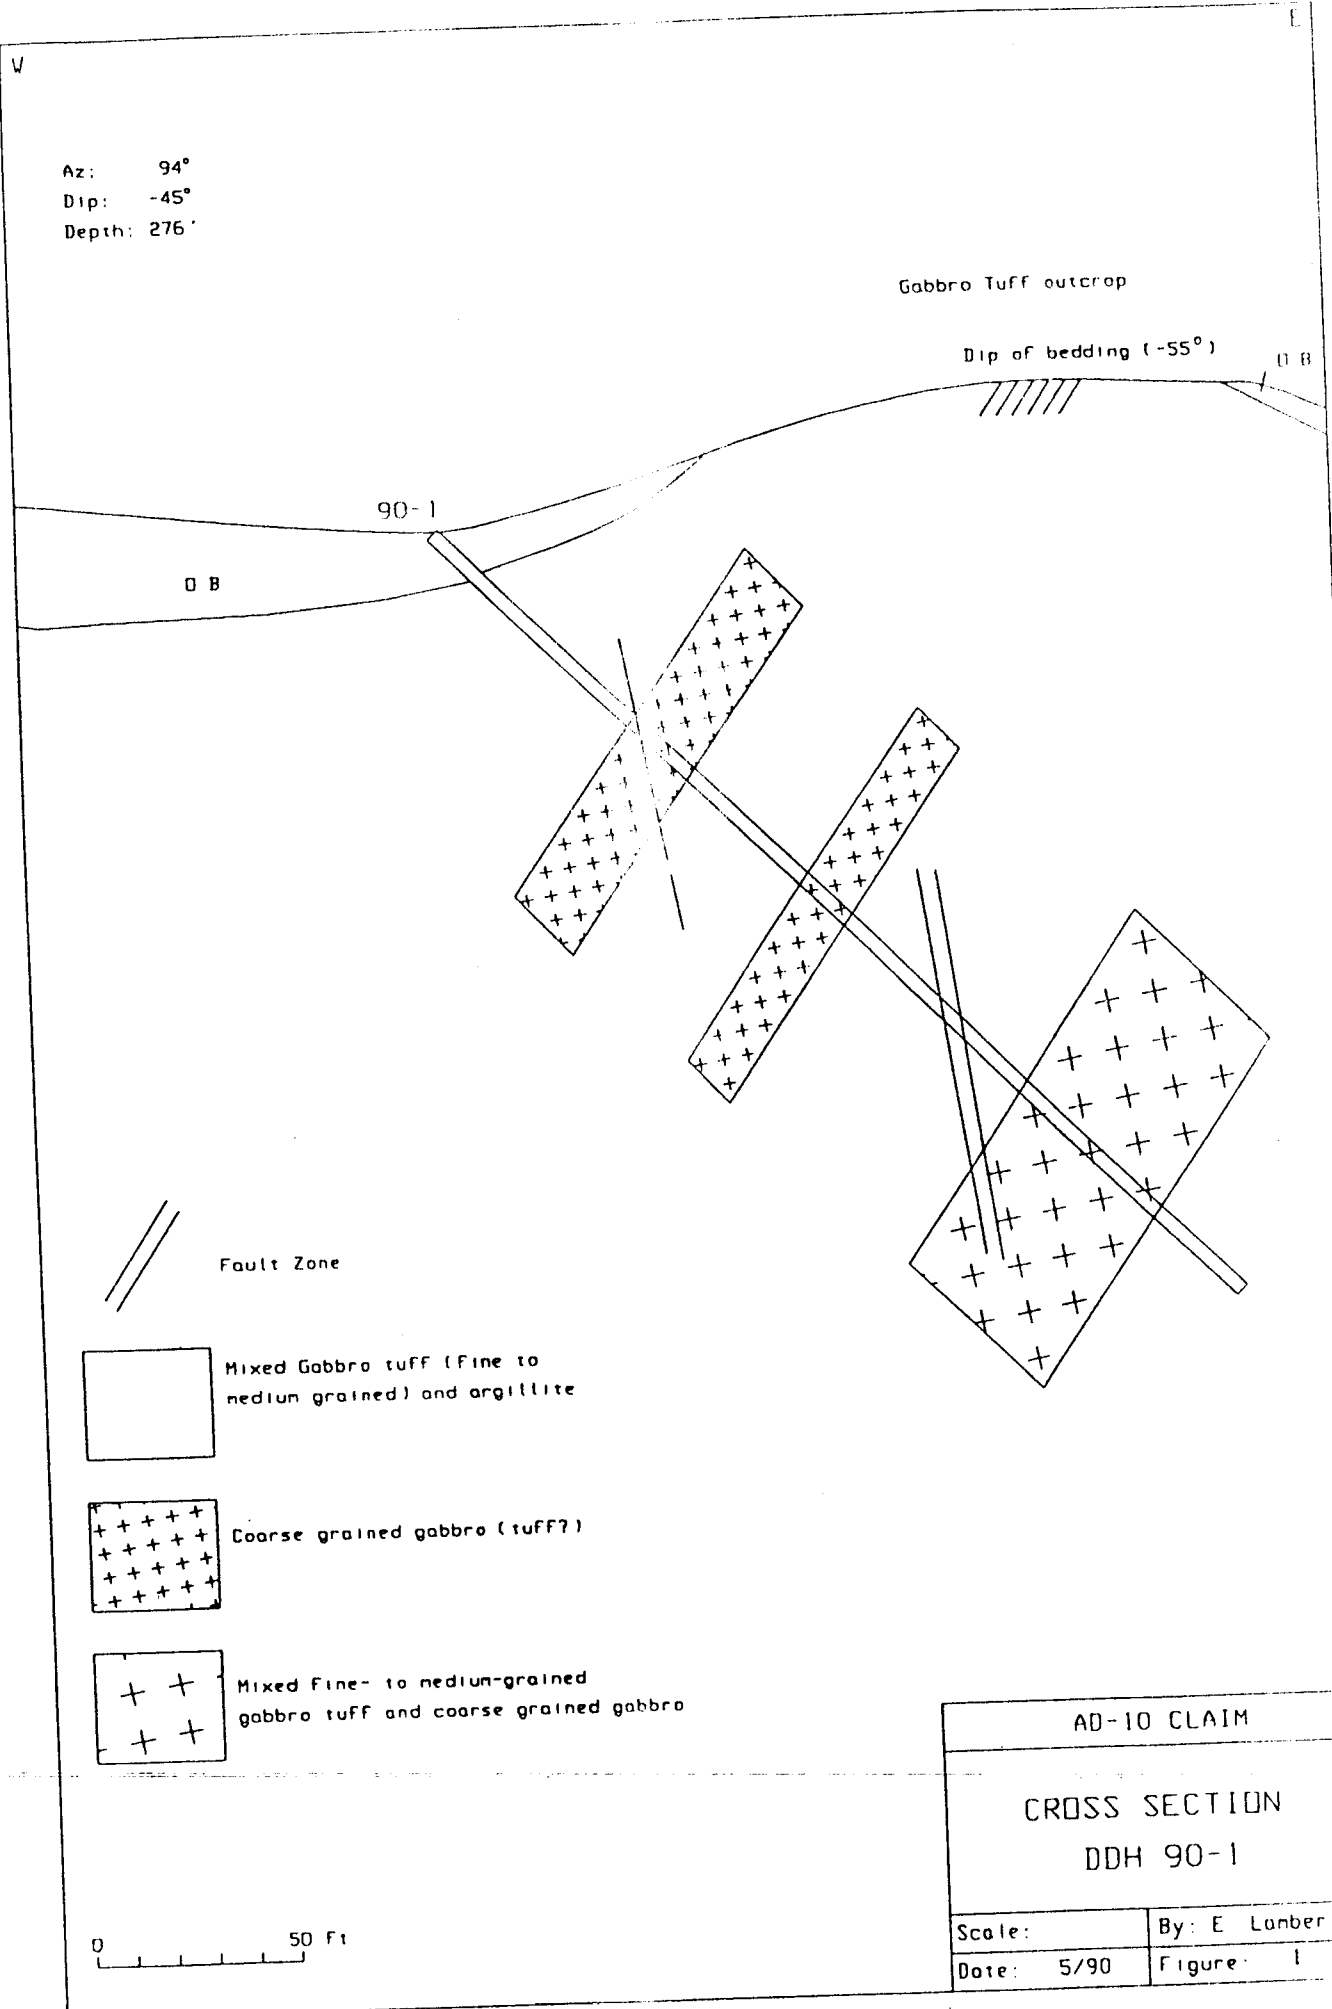 W
E
Az: 94°
Dip: -45°
Depth: 276'
Gabbro Tuff outcrop
Dip of bedding (-55°)
O B
90-1
O B
Fault Zone
Mixed Gabbro tuff (fine to
medium grained) and argillite
Coarse grained gabbro (tuff?)
Mixed fine- to medium-grained
gabbro tuff and coarse grained gabbro
AD-10 CLAIM
CROSS SECTION
DDH 90-1
Scale:
By: E Lamber
Date: 5/90
Figure: 1
0 50 Ft